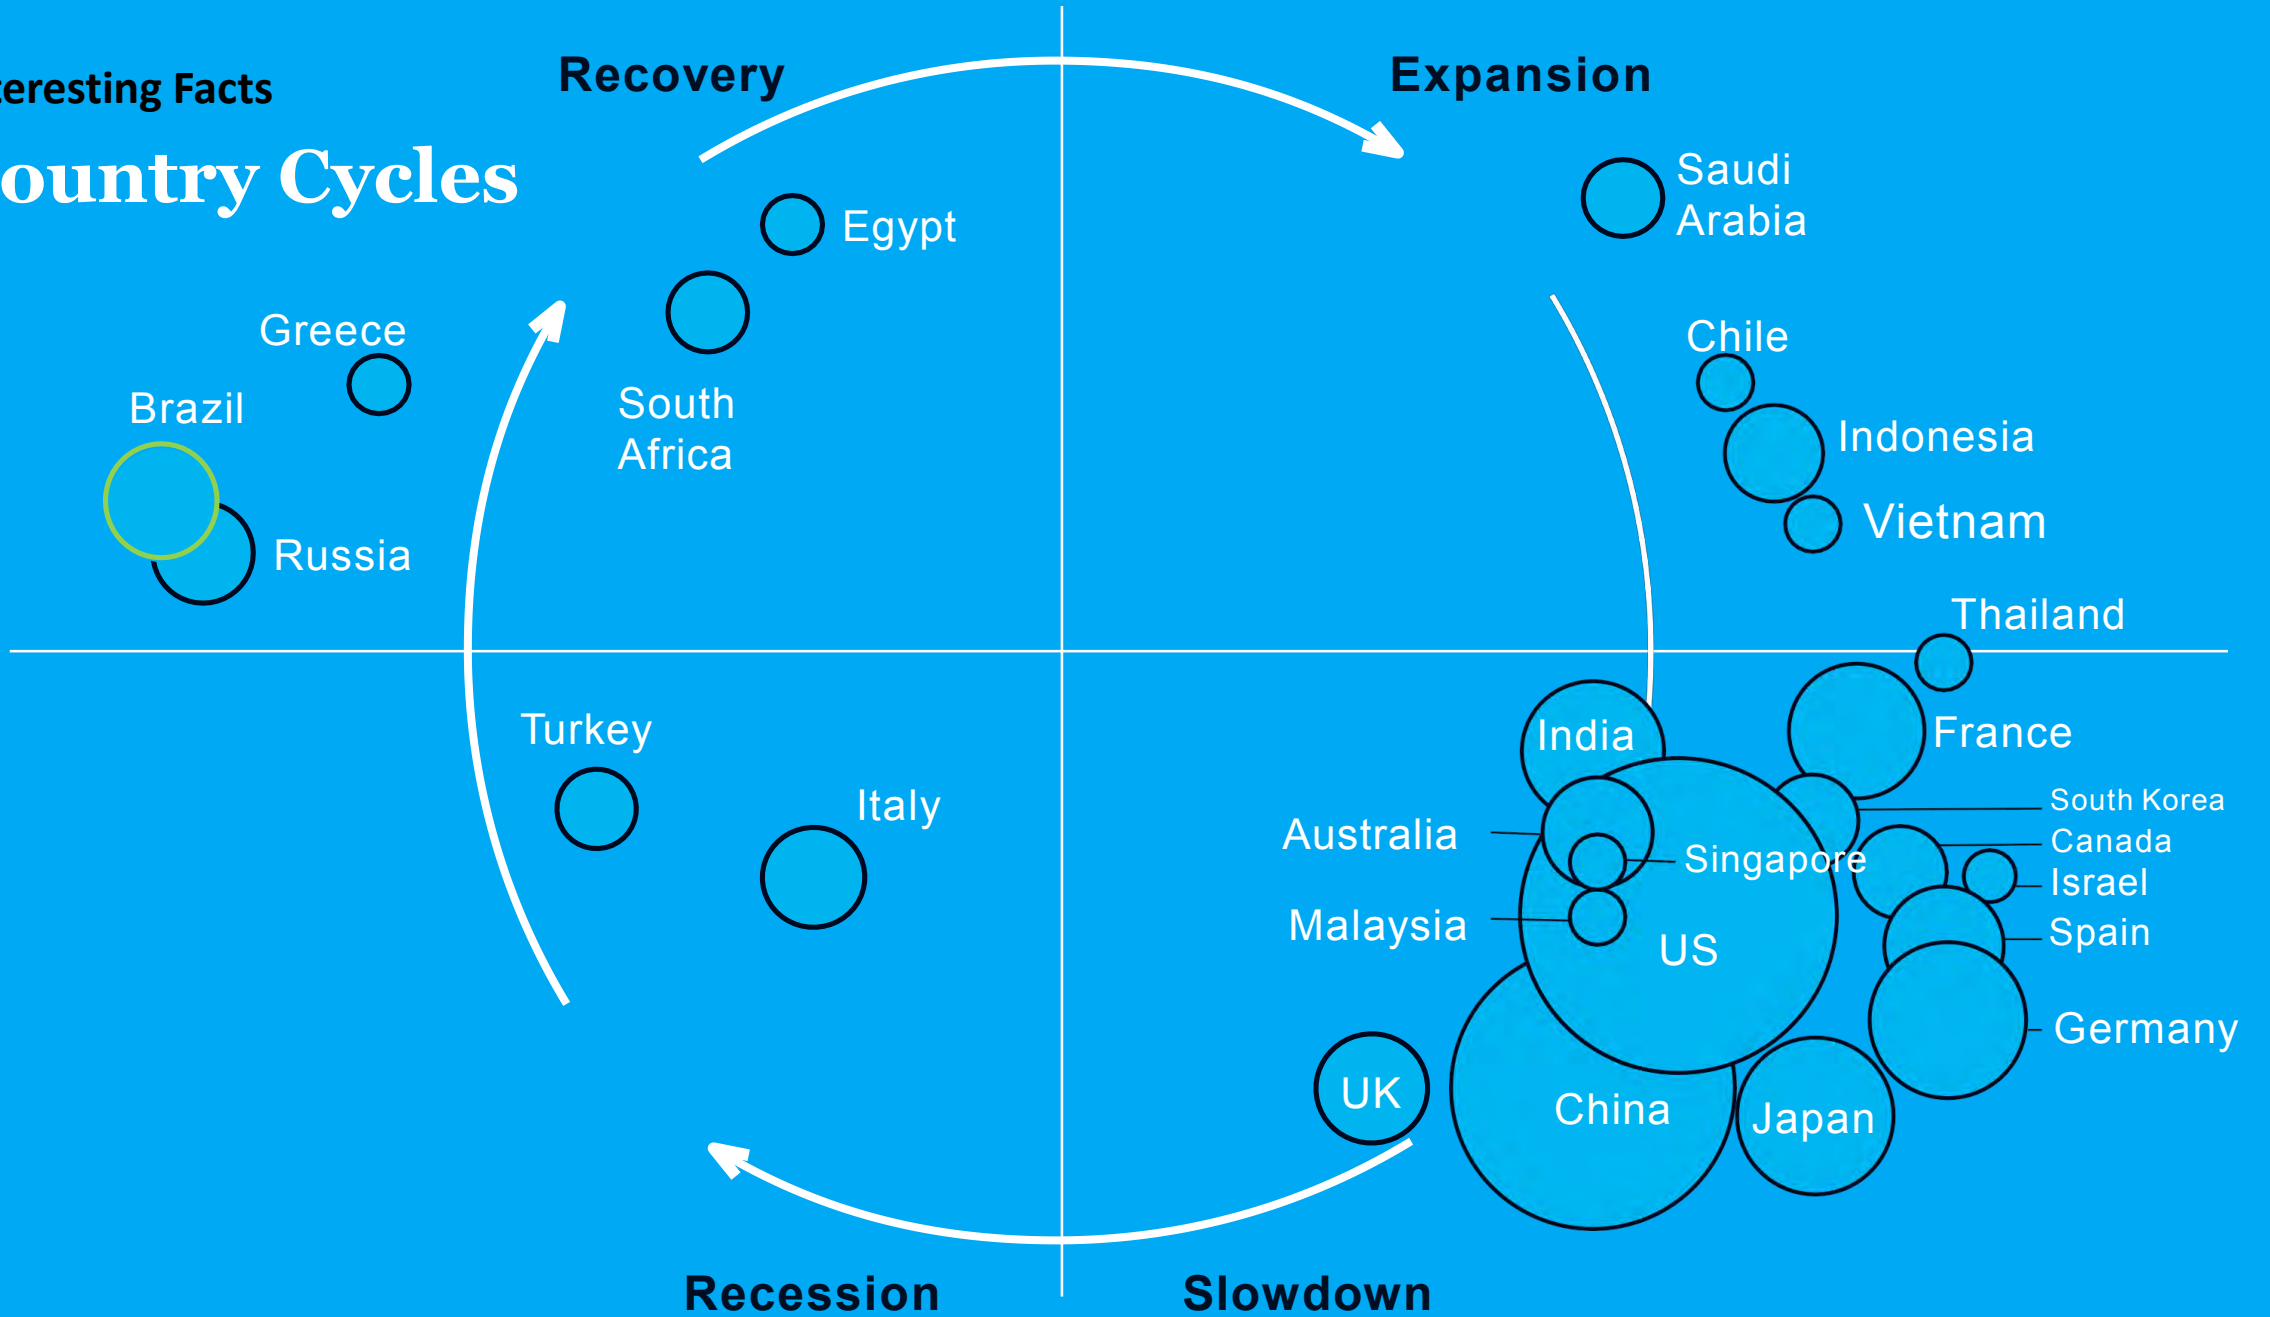 teresting Facts
ountry Cycles
Recovery
Expansion
Saudi
Arabia
Egypt
Greece
Chile
Brazil
South
Africa
Indonesia
Vietnam
Russia
Thailand
Turkey
India
France
Italy
South Korea
Australia
Canada
Singapore
Israel
Malaysia
Spain
US
Germany
UK
China
Japan
Recession
Slowdown